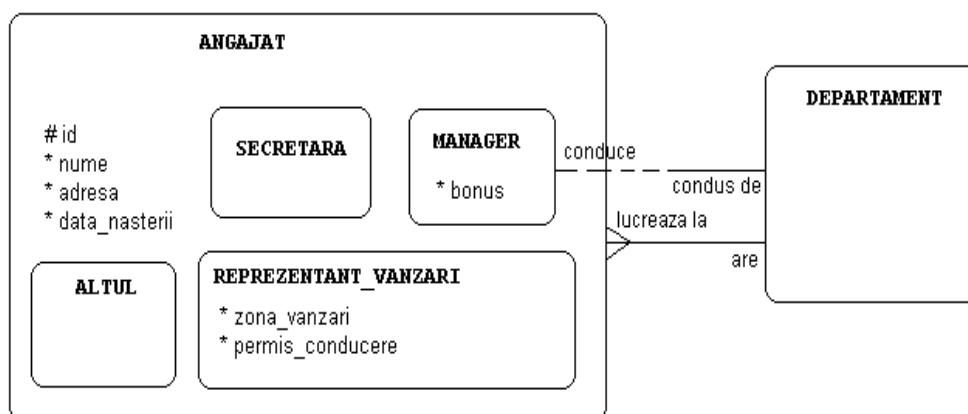 ANGAJAT
# id
* nume
* adresa
* data_nasterii
SECRETARA
MANAGER
* bonus
ALTUL
REPREZENTANT_VANZARI
* zona_vanzari
* permis_conducere
conduce
condus de
lucreaza la
are
DEPARTAMENT